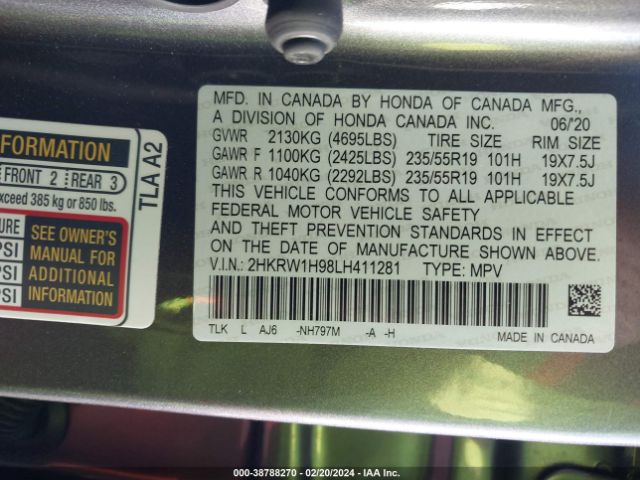 FORMATION
FRONT 2 REAR 3
xceed 385 kg or 850 lbs.
URE
PSI
PSI
PSI
SEE OWNER'S
MANUAL FOR
ADDITIONAL
INFORMATION
TLA A2
MFD. IN CANADA BY HONDA OF CANADA MFG.,
A DIVISION OF HONDA CANADA INC. 06/'20
GVWR 2130KG (4695LBS) TIRE SIZE RIM SIZE
GAWR F 1100KG (2425LBS) 235/55R19 101H 19X7.5J
GAWR R 1040KG (2292LBS) 235/55R19 101H 19X7.5J
THIS VEHICLE CONFORMS TO ALL APPLICABLE
FEDERAL MOTOR VEHICLE SAFETY
AND THEFT PREVENTION STANDARDS IN EFFECT
ON THE DATE OF MANUFACTURE SHOWN ABOVE.
V.I.N.: 2HKRW1H98LH411281 TYPE: MPV
TLK L AJ6 -NH797M -A -H
MADE IN CANADA
000-38788270 - 02/20/2024 - IAA Inc.